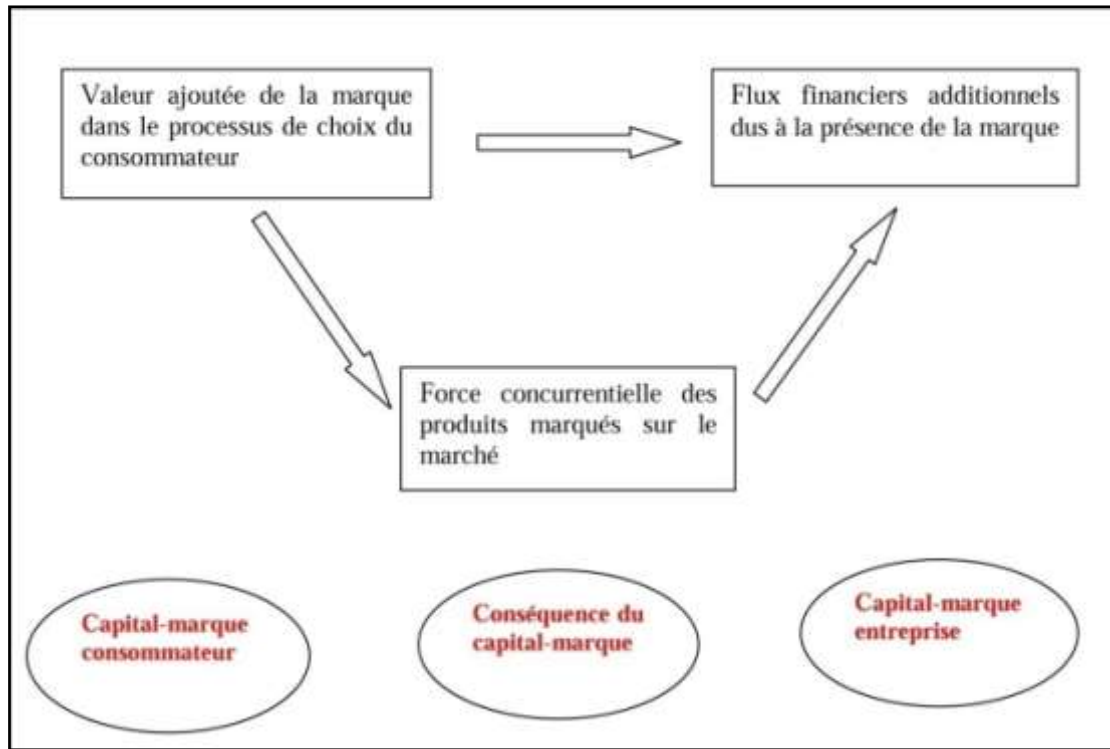 Valeur ajoutée de la marque
dans le processus de choix du
consommateur
Flux financiers additionnels
dus à la présence de la marque
Force concurrentielle des
produits marqués sur le
marché
Capital-marque
consommateur
Conséquence du
capital-marque
Capital-marque
entreprise